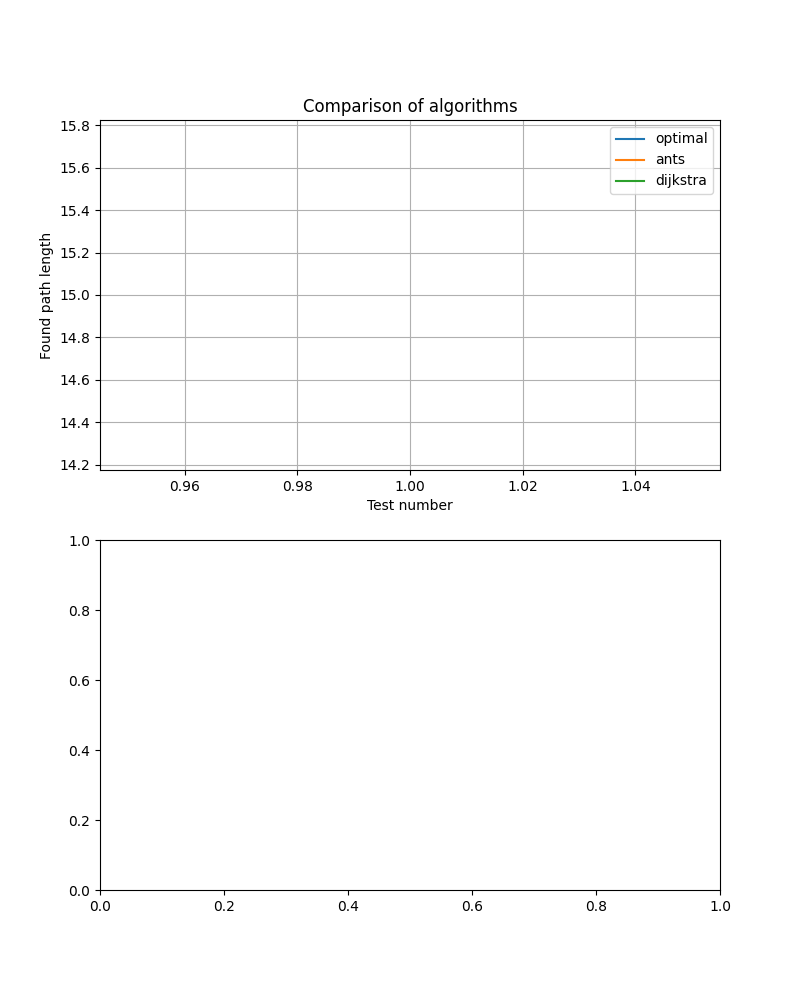 Comparison of algorithms
15.8
optimal
ants
dijkstra
15.6
15.4
15.2
15.0
14.8
14.6
14.4
14.2
Found path length
0.96 0.98 1.00 1.02 1.04
Test number
1.0
0.8
0.6
0.4
0.2
0.0
0.0 0.2 0.4 0.6 0.8 1.0